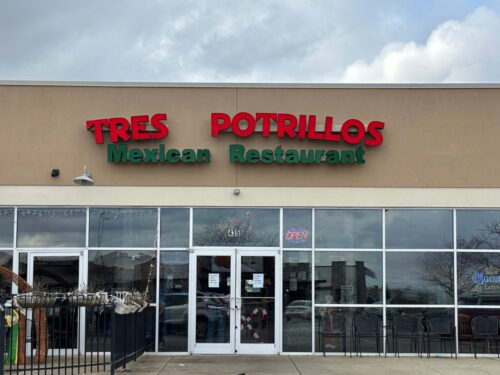 TRES POTRILLOS
Mexican Restaurant
OPEN